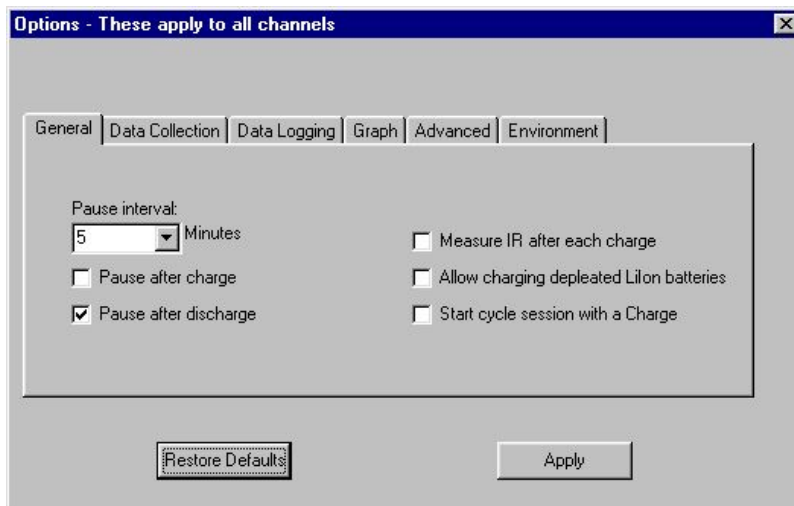 Options - These apply to all channels
General
Data Collection
Data Logging
Graph
Advanced
Environment
Pause interval:
5
Minutes
Pause after charge
Pause after discharge
Measure IR after each charge
Allow charging depleated LiIon batteries
Start cycle session with a Charge
Restore Defaults
Apply